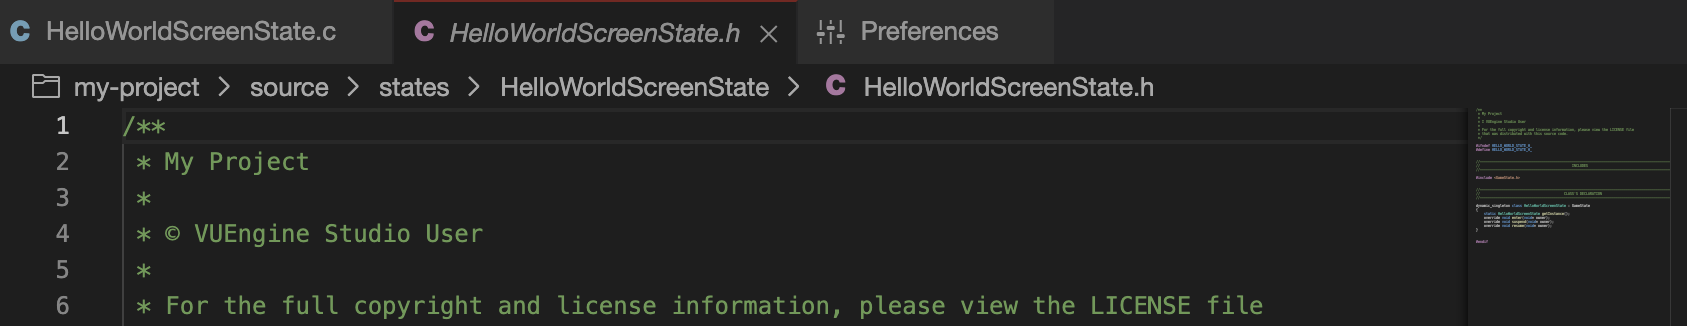 C HelloWorldScreenState.c C HelloWorldScreenState.h Preferences
my-project > source > states > HelloWorldScreenState > C HelloWorldScreenState.h
1 /**
2 * My Project
3 *
4 * © VUEngine Studio User
5 *
6 * For the full copyright and license information, please view the LICENSE file